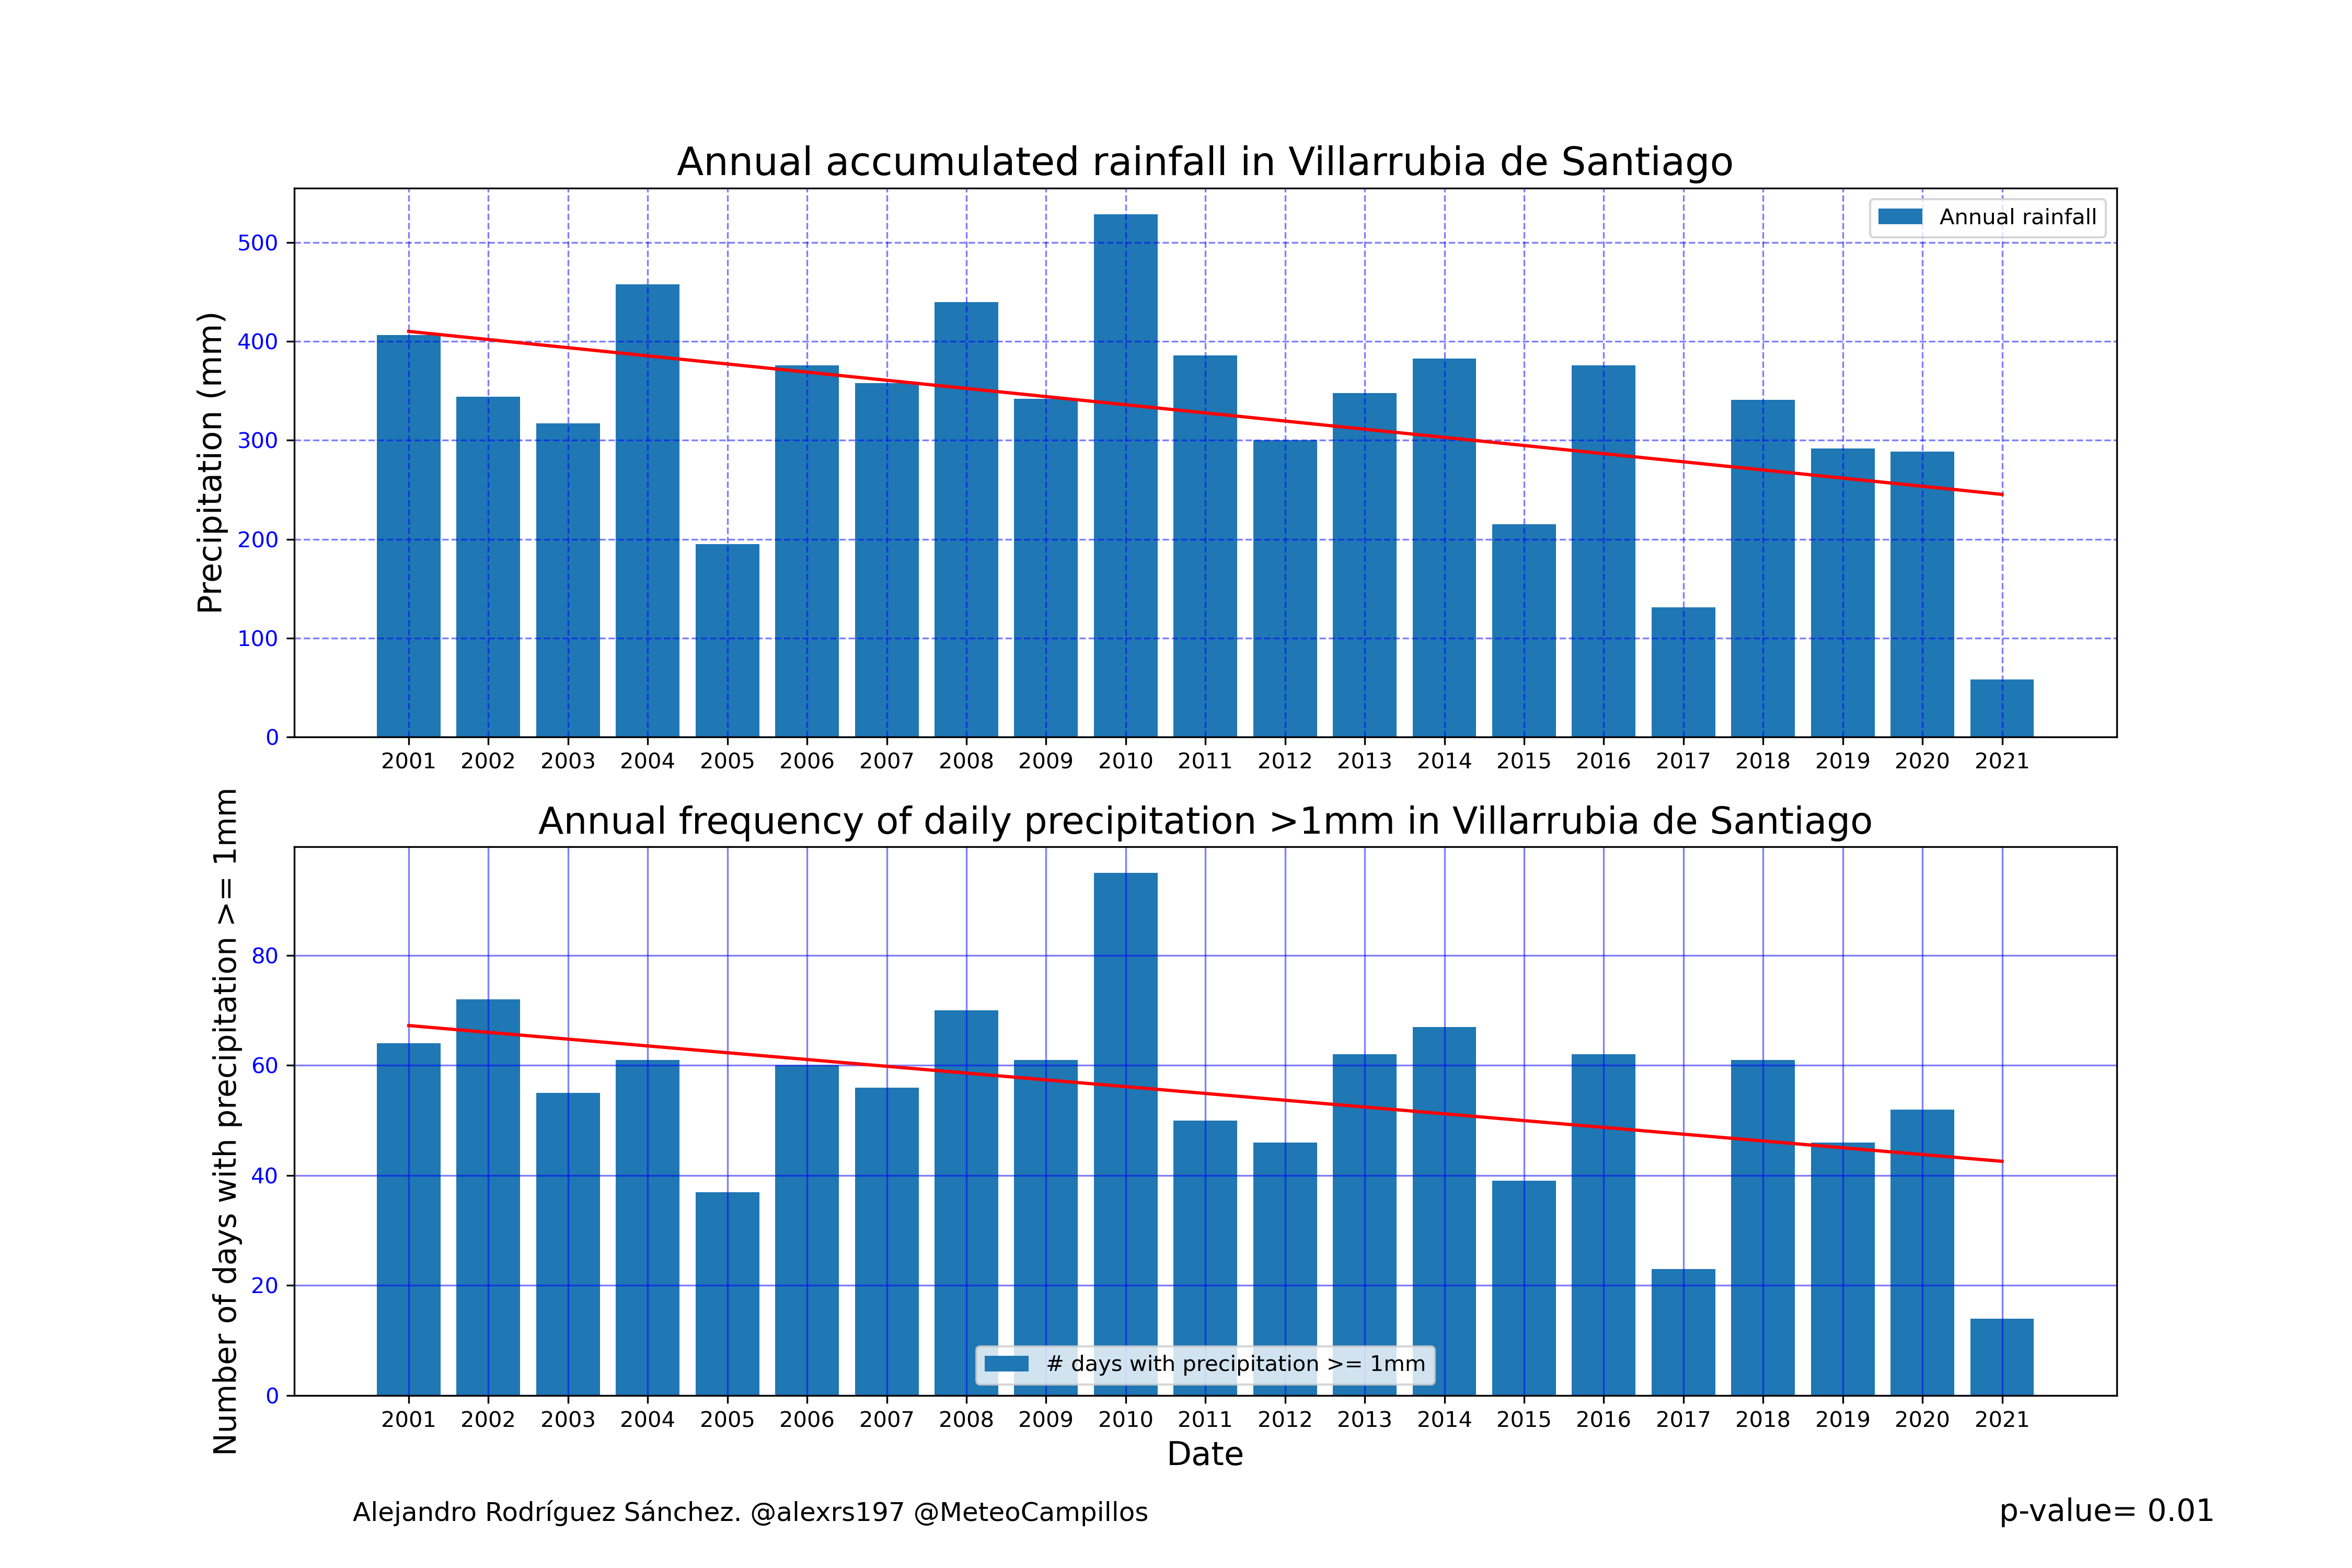 Annual accumulated rainfall in Villarrubia de Santiago
Precipitation (mm)
500
400
300
200
100
0
Annual rainfall
2001 2002 2003 2004 2005 2006 2007 2008 2009 2010 2011 2012 2013 2014 2015 2016 2017 2018 2019 2020 2021
Annual frequency of daily precipitation >1mm in Villarrubia de Santiago
Number of days with precipitation >= 1mm
80
60
40
20
0
# days with precipitation >= 1mm
2001 2002 2003 2004 2005 2006 2007 2008 2009 2010 2011 2012 2013 2014 2015 2016 2017 2018 2019 2020 2021
Date
Alejandro Rodríguez Sánchez. @alexrs197 @MeteoCampillos
p-value= 0.01